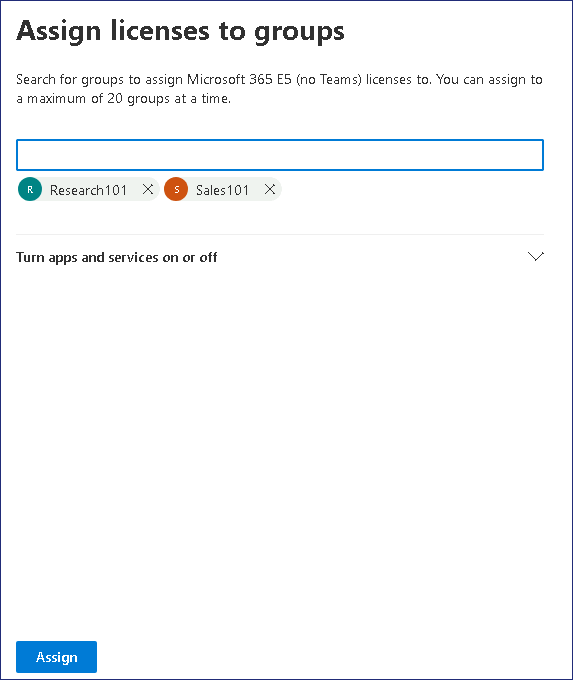 Assign licenses to groups
Search for groups to assign Microsoft 365 E5 (no Teams) licenses to. You can assign to
a maximum of 20 groups at a time.
R Research101 S Sales101
Turn apps and services on or off
Assign